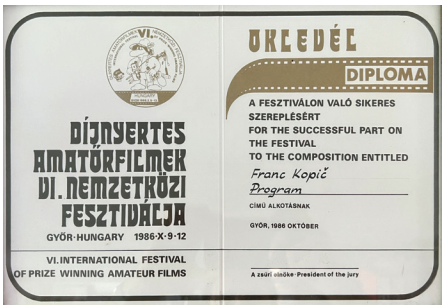 DÍJNYERTES
AMATŐRFILMEK
VI. NEMZETKÖZI
FESZTIVÁLJA
GYŐR·HUNGARY 1986·X·9·12
VI. INTERNATIONAL FESTIVAL
OF PRIZE WINNING AMATEUR FILMS
OKLEVÉL
DIPLOMA
A FESZTIVÁLON VALÓ SIKERES
SZEREPLÉSÉRT
FOR THE SUCCESSFUL PART ON
THE FESTIVAL
TO THE COMPOSITION ENTITLED
Franc Kopič
Program
CÍMŰ ALKOTÁSNAK
GYŐR, 1986 OKTÓBER
A zsűri elnöke·President of the jury